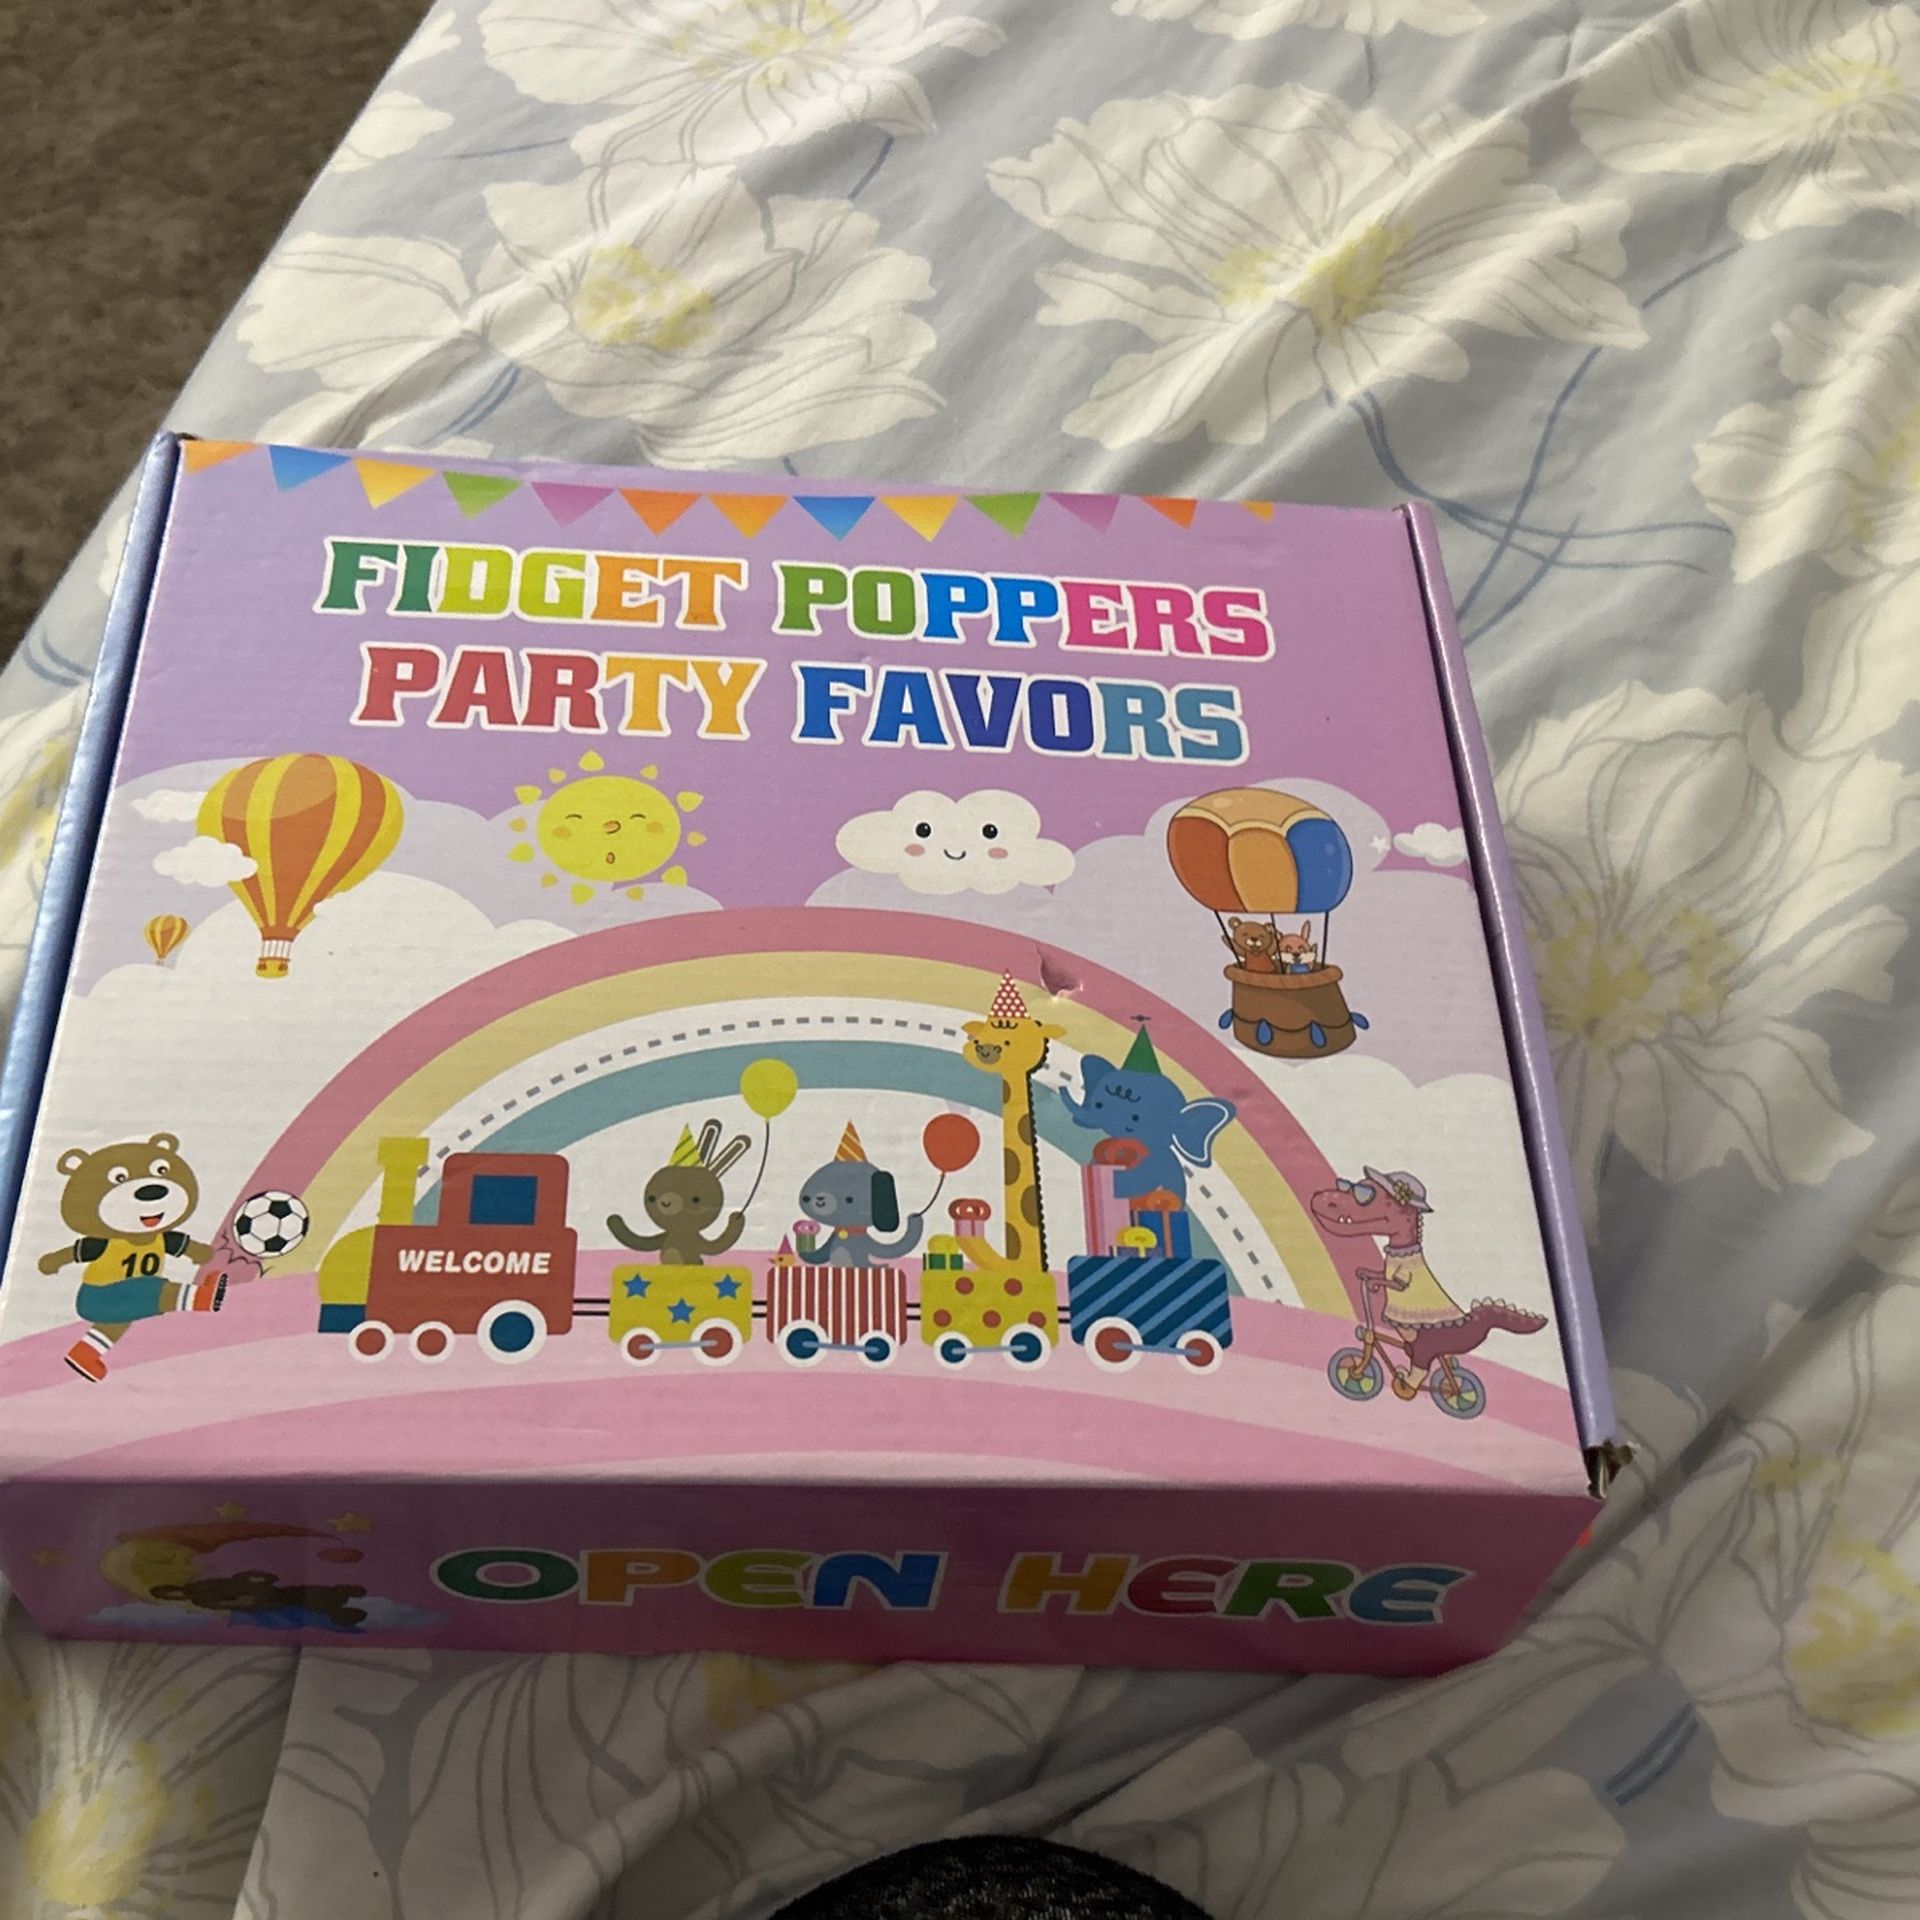 FIDGET POPPERS
PARTY FAVORS
10
WELCOME
OPEN HERE